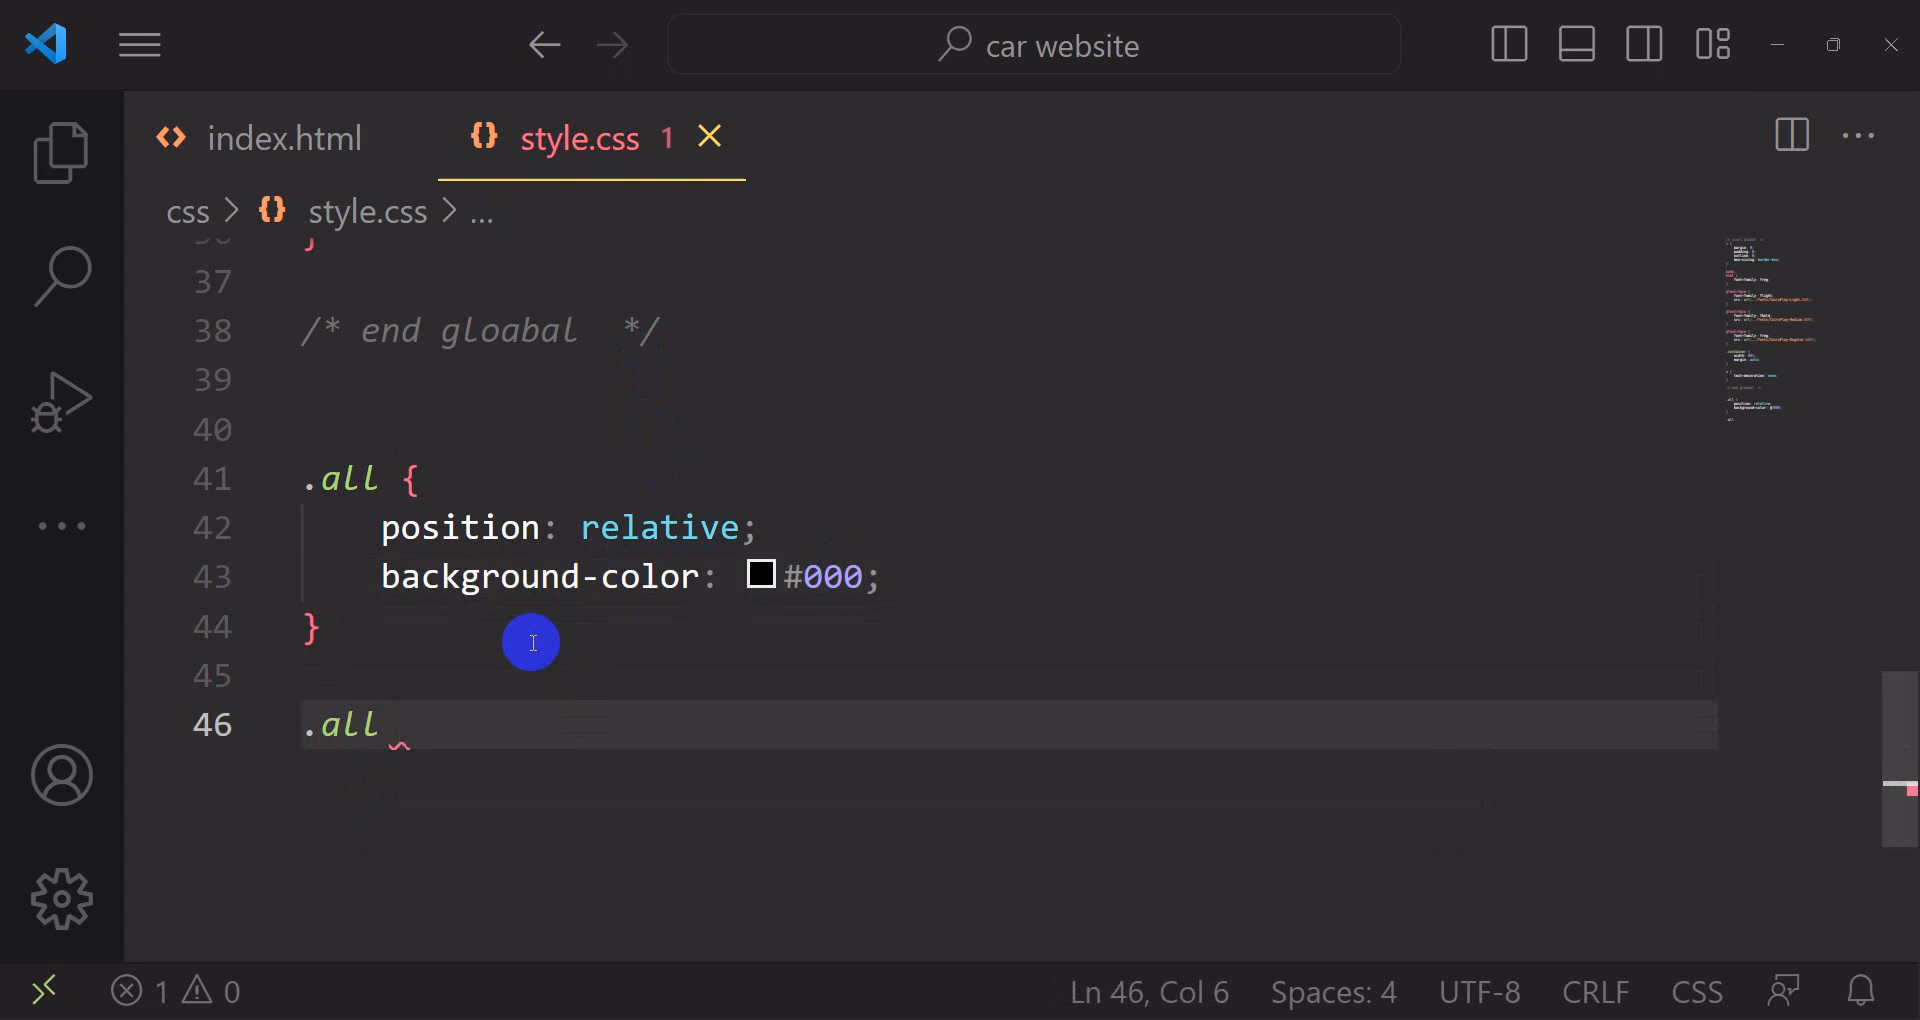 car website
index.html
style.css 1
css > style.css > ...
36 }
37
38 /* end gloabal  */
39
40
41 .all {
42 position: relative;
43 background-color: #000;
44 }
45
46 .all
1 0
Ln 46, Col 6 Spaces: 4 UTF-8 CRLF CSS